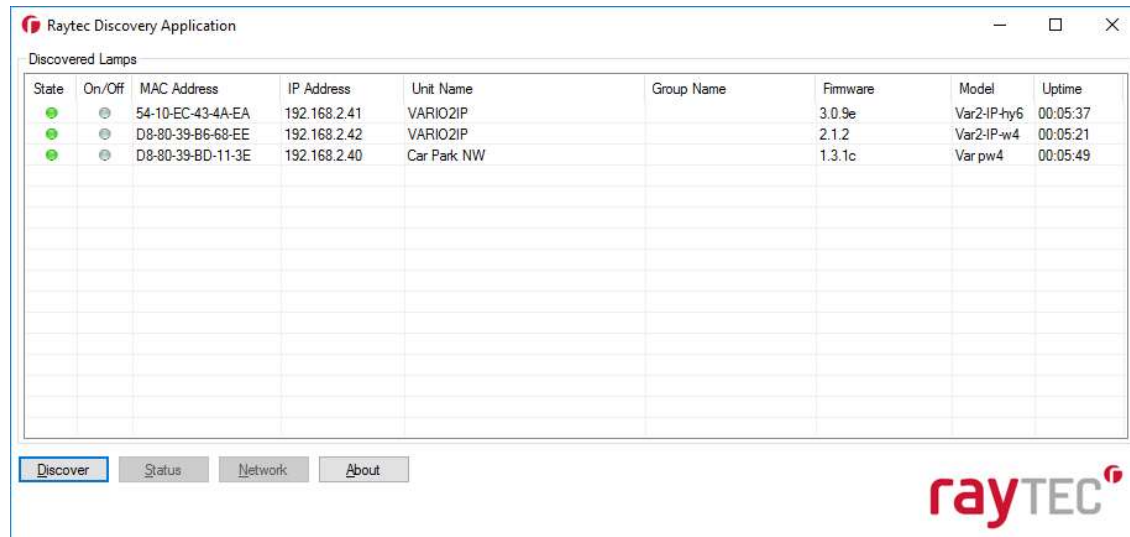 Raytec Discovery Application
Discovered Lamps
State On/Off MAC Address IP Address Unit Name Group Name Firmware Model Uptime
54-10-EC-43-4A-EA 192.168.2.41 VARIO2IP 3.0.9e Var2-IP-hy6 00:05:37
D8-80-39-B6-68-EE 192.168.2.42 VARIO2IP 2.1.2 Var2-IP-w4 00:05:21
D8-80-39-BD-11-3E 192.168.2.40 Car Park NW 1.3.1c Var pw4 00:05:49
Discover Status Network About
rayTEC